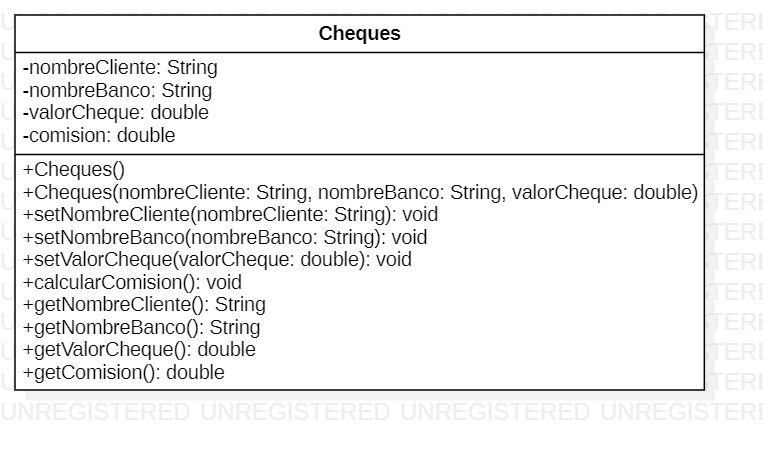 Cheques
-nombreCliente: String
-nombreBanco: String
-valorCheque: double
-comision: double
+Cheques()
+Cheques(nombreCliente: String, nombreBanco: String, valorCheque: double)
+setNombreCliente(nombreCliente: String): void
+setNombreBanco(nombreBanco: String): void
+setValorCheque(valorCheque: double): void
+calcularComision(): void
+getNombreCliente(): String
+getNombreBanco(): String
+getValorCheque(): double
+getComision(): double
UNREGISTERED UNREGISTERED UNREGISTERED UNREGISTERED